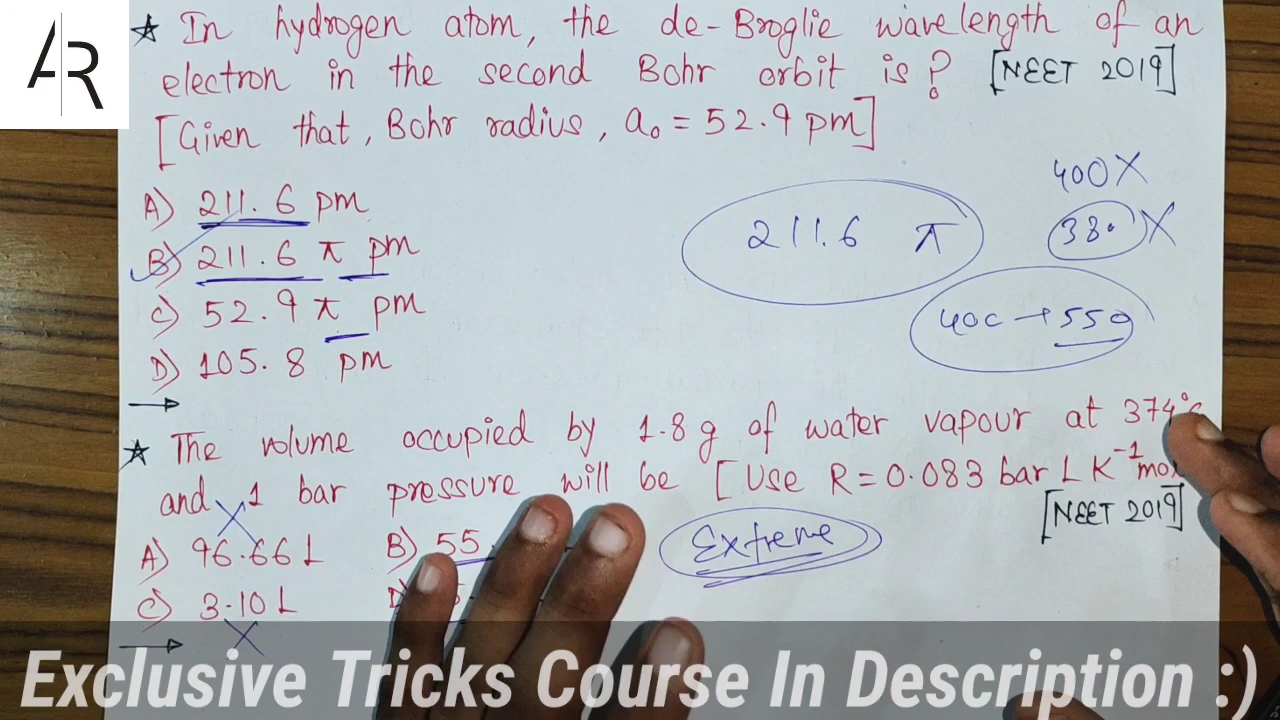 AR
☆ In hydrogen atom, the de-Broglie wavelength of an
electron in the second Bohr orbit is ? [NEET 2019]
[Given that, Bohr radius, a₀ = 52.9 pm]
A) 211.6 pm
B) 211.6 π pm
C) 52.9 π pm
D) 105.8 pm
211.6 π
400 X
X
☆ The volume occupied by 1.8 g of water vapour at 374°C
and 1 bar pressure will be [Use R = 0.083 bar L K⁻¹
[NEET 2019]
A) 96.66 L B) 55.
C) 3.10 L D)
Extreme
Exclusive Tricks Course In Description :)